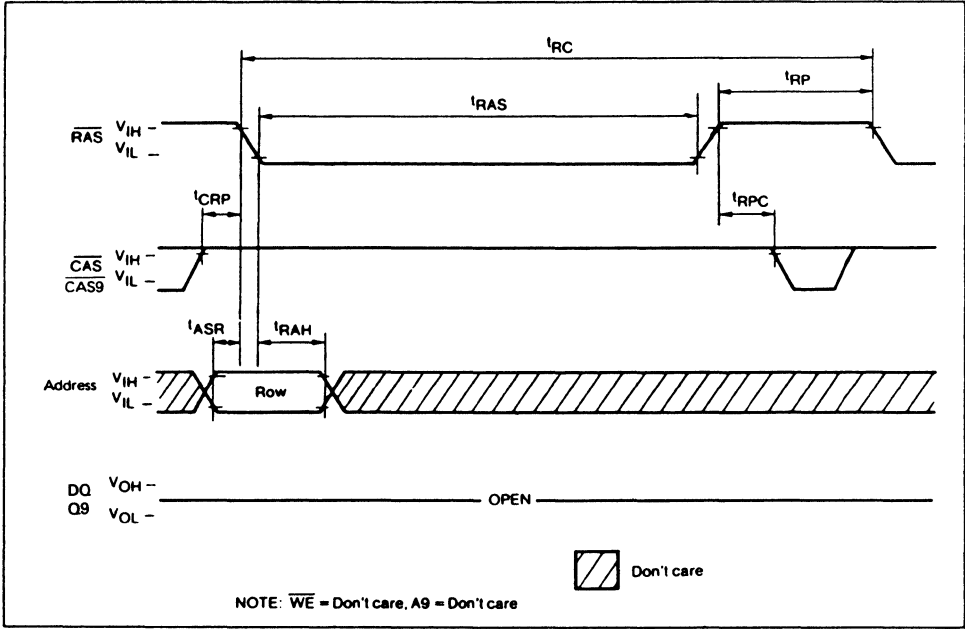 tRC
tRP
tRAS
RAS VIH
VIL
tCRP
tRPC
CAS VIH
CAS9 VIL
tASR tRAH
Address VIH
VIL
Row
DQ VOH
Q9 VOL
OPEN
Don't care
NOTE: WE = Don't care, A9 = Don't care